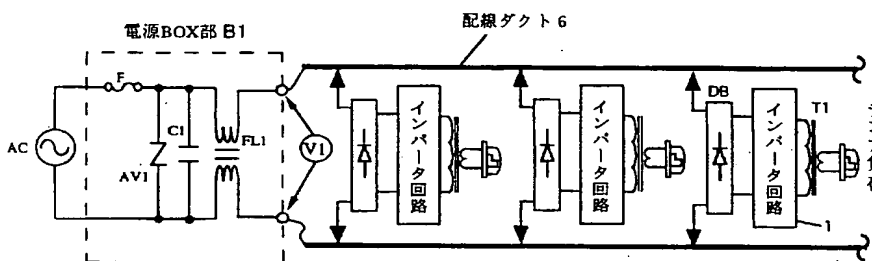 電源BOX部 B1
配線ダクト 6
F
AC
AV1
C1
FL1
V1
インバータ回路
インバータ回路
DB
インバータ回路
T1
1